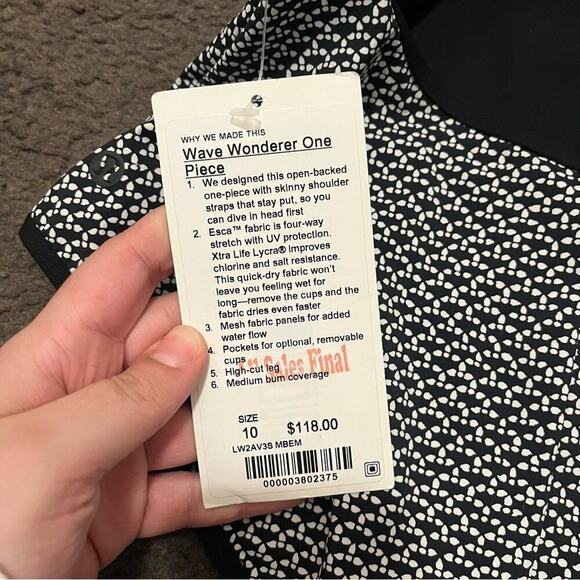 WHY WE MADE THIS
Wave Wonderer One
Piece
1. We designed this open-backed
one-piece with skinny shoulder
straps that stay put, so you
can dive in head first
2. Esca™ fabric is four-way
stretch with UV protection.
Xtra Life Lycra® improves
chlorine and salt resistance.
This quick-dry fabric won't
leave you feeling wet for
long—remove the cups and the
fabric dries even faster
3. Mesh fabric panels for added
water flow
4. Pockets for optional, removable
cups
5. High-cut leg
6. Medium bum coverage
All Sales Final
SIZE
10 $118.00
LW2AV3S MBEM
000003802375